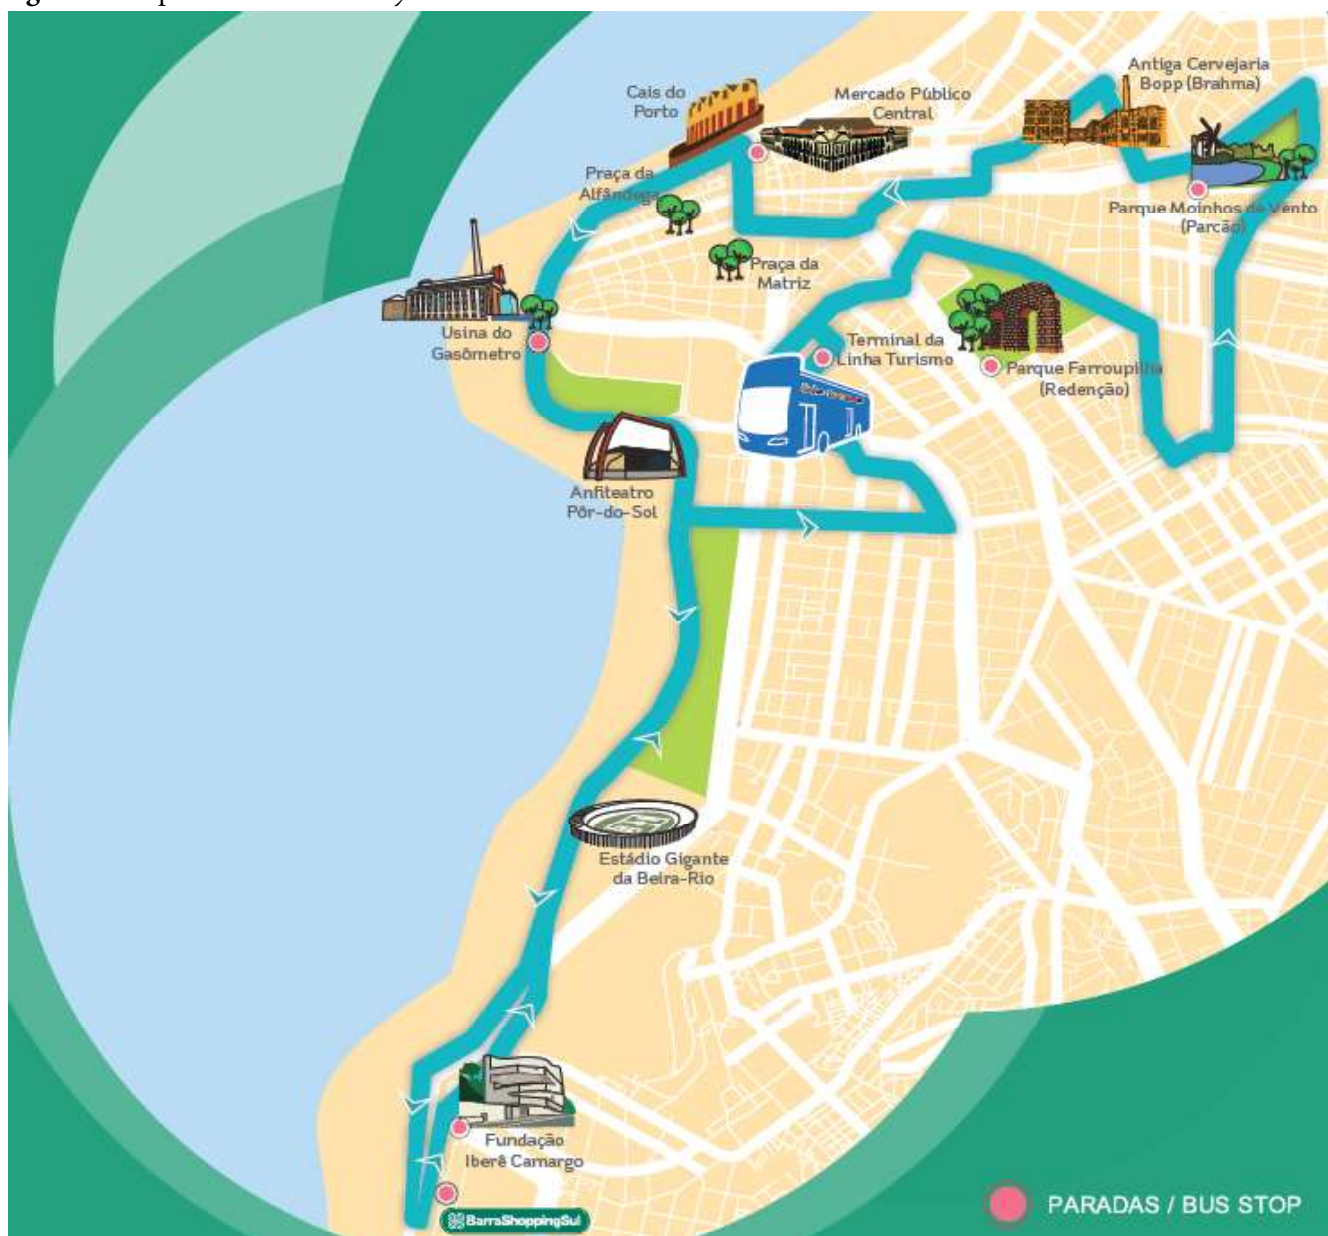 Antiga Cervejaria
Bopp (Brahma)
Cais do
Porto
Mercado Público
Central
Praça da
Alfândega
Parque Moinhos de Vento
(Parcão)
Praça da
Matriz
Usina do
Gasômetro
Terminal da
Linha Turismo
Parque Farroupilha
(Redenção)
Anfiteatro
Pôr-do-Sol
Estádio Gigante
da Beira-Rio
Fundação
Iberê Camargo
BarraShoppingSul
PARADAS / BUS STOP